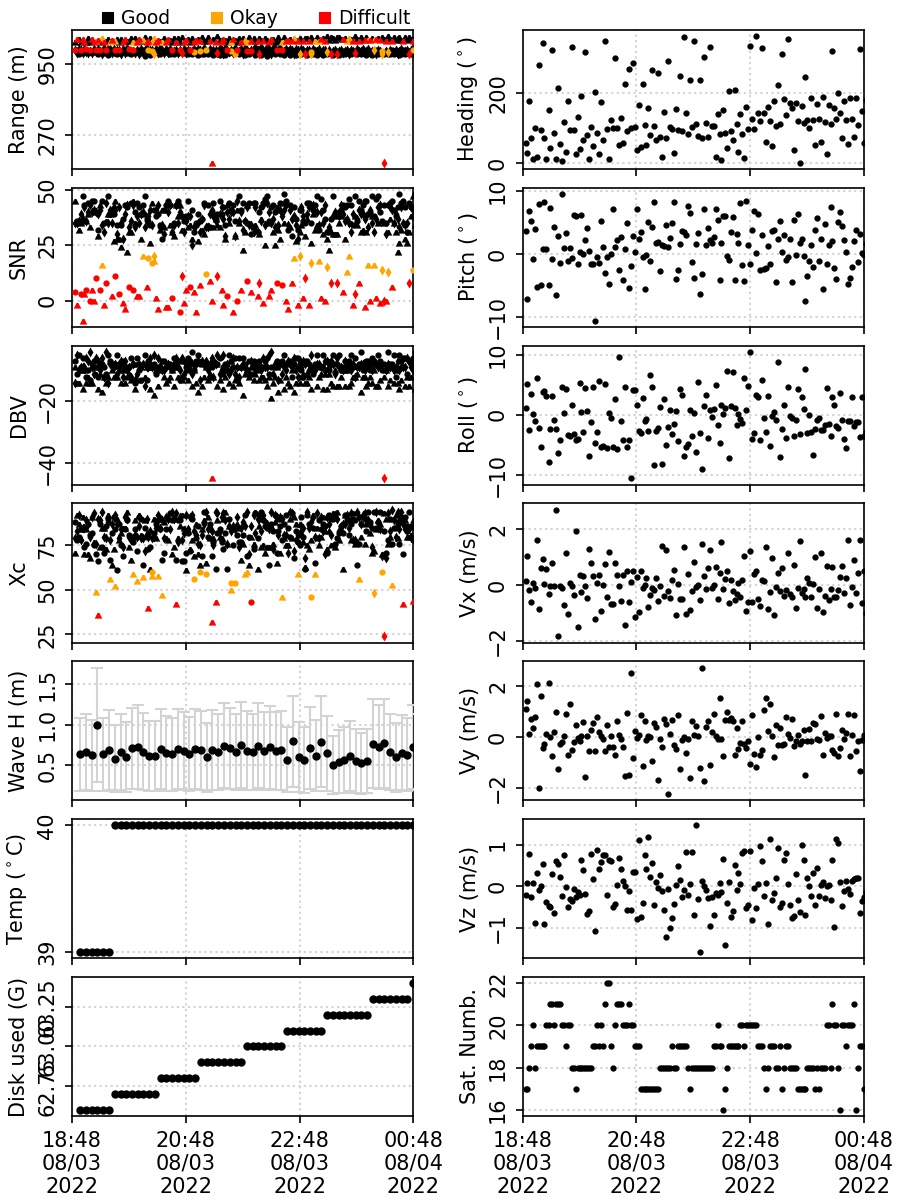 Good Okay Difficult
Range (m)
950
270
Heading (°)
200
0
SNR
50
25
0
Pitch (°)
10
0
−10
DBV
−20
−40
Roll (°)
10
0
−10
Xc
75
50
25
Vx (m/s)
2
0
−2
Wave H (m)
1.5
1.0
0.5
Vy (m/s)
2
0
−2
Temp (°C)
40
39
Vz (m/s)
1
0
−1
Disk used (G)
Sat. Numb.
22
20
18
16
18:48 20:48 22:48 00:48
08/03 08/03 08/03 08/04
2022 2022 2022 2022
18:48 20:48 22:48 00:48
08/03 08/03 08/03 08/04
2022 2022 2022 2022